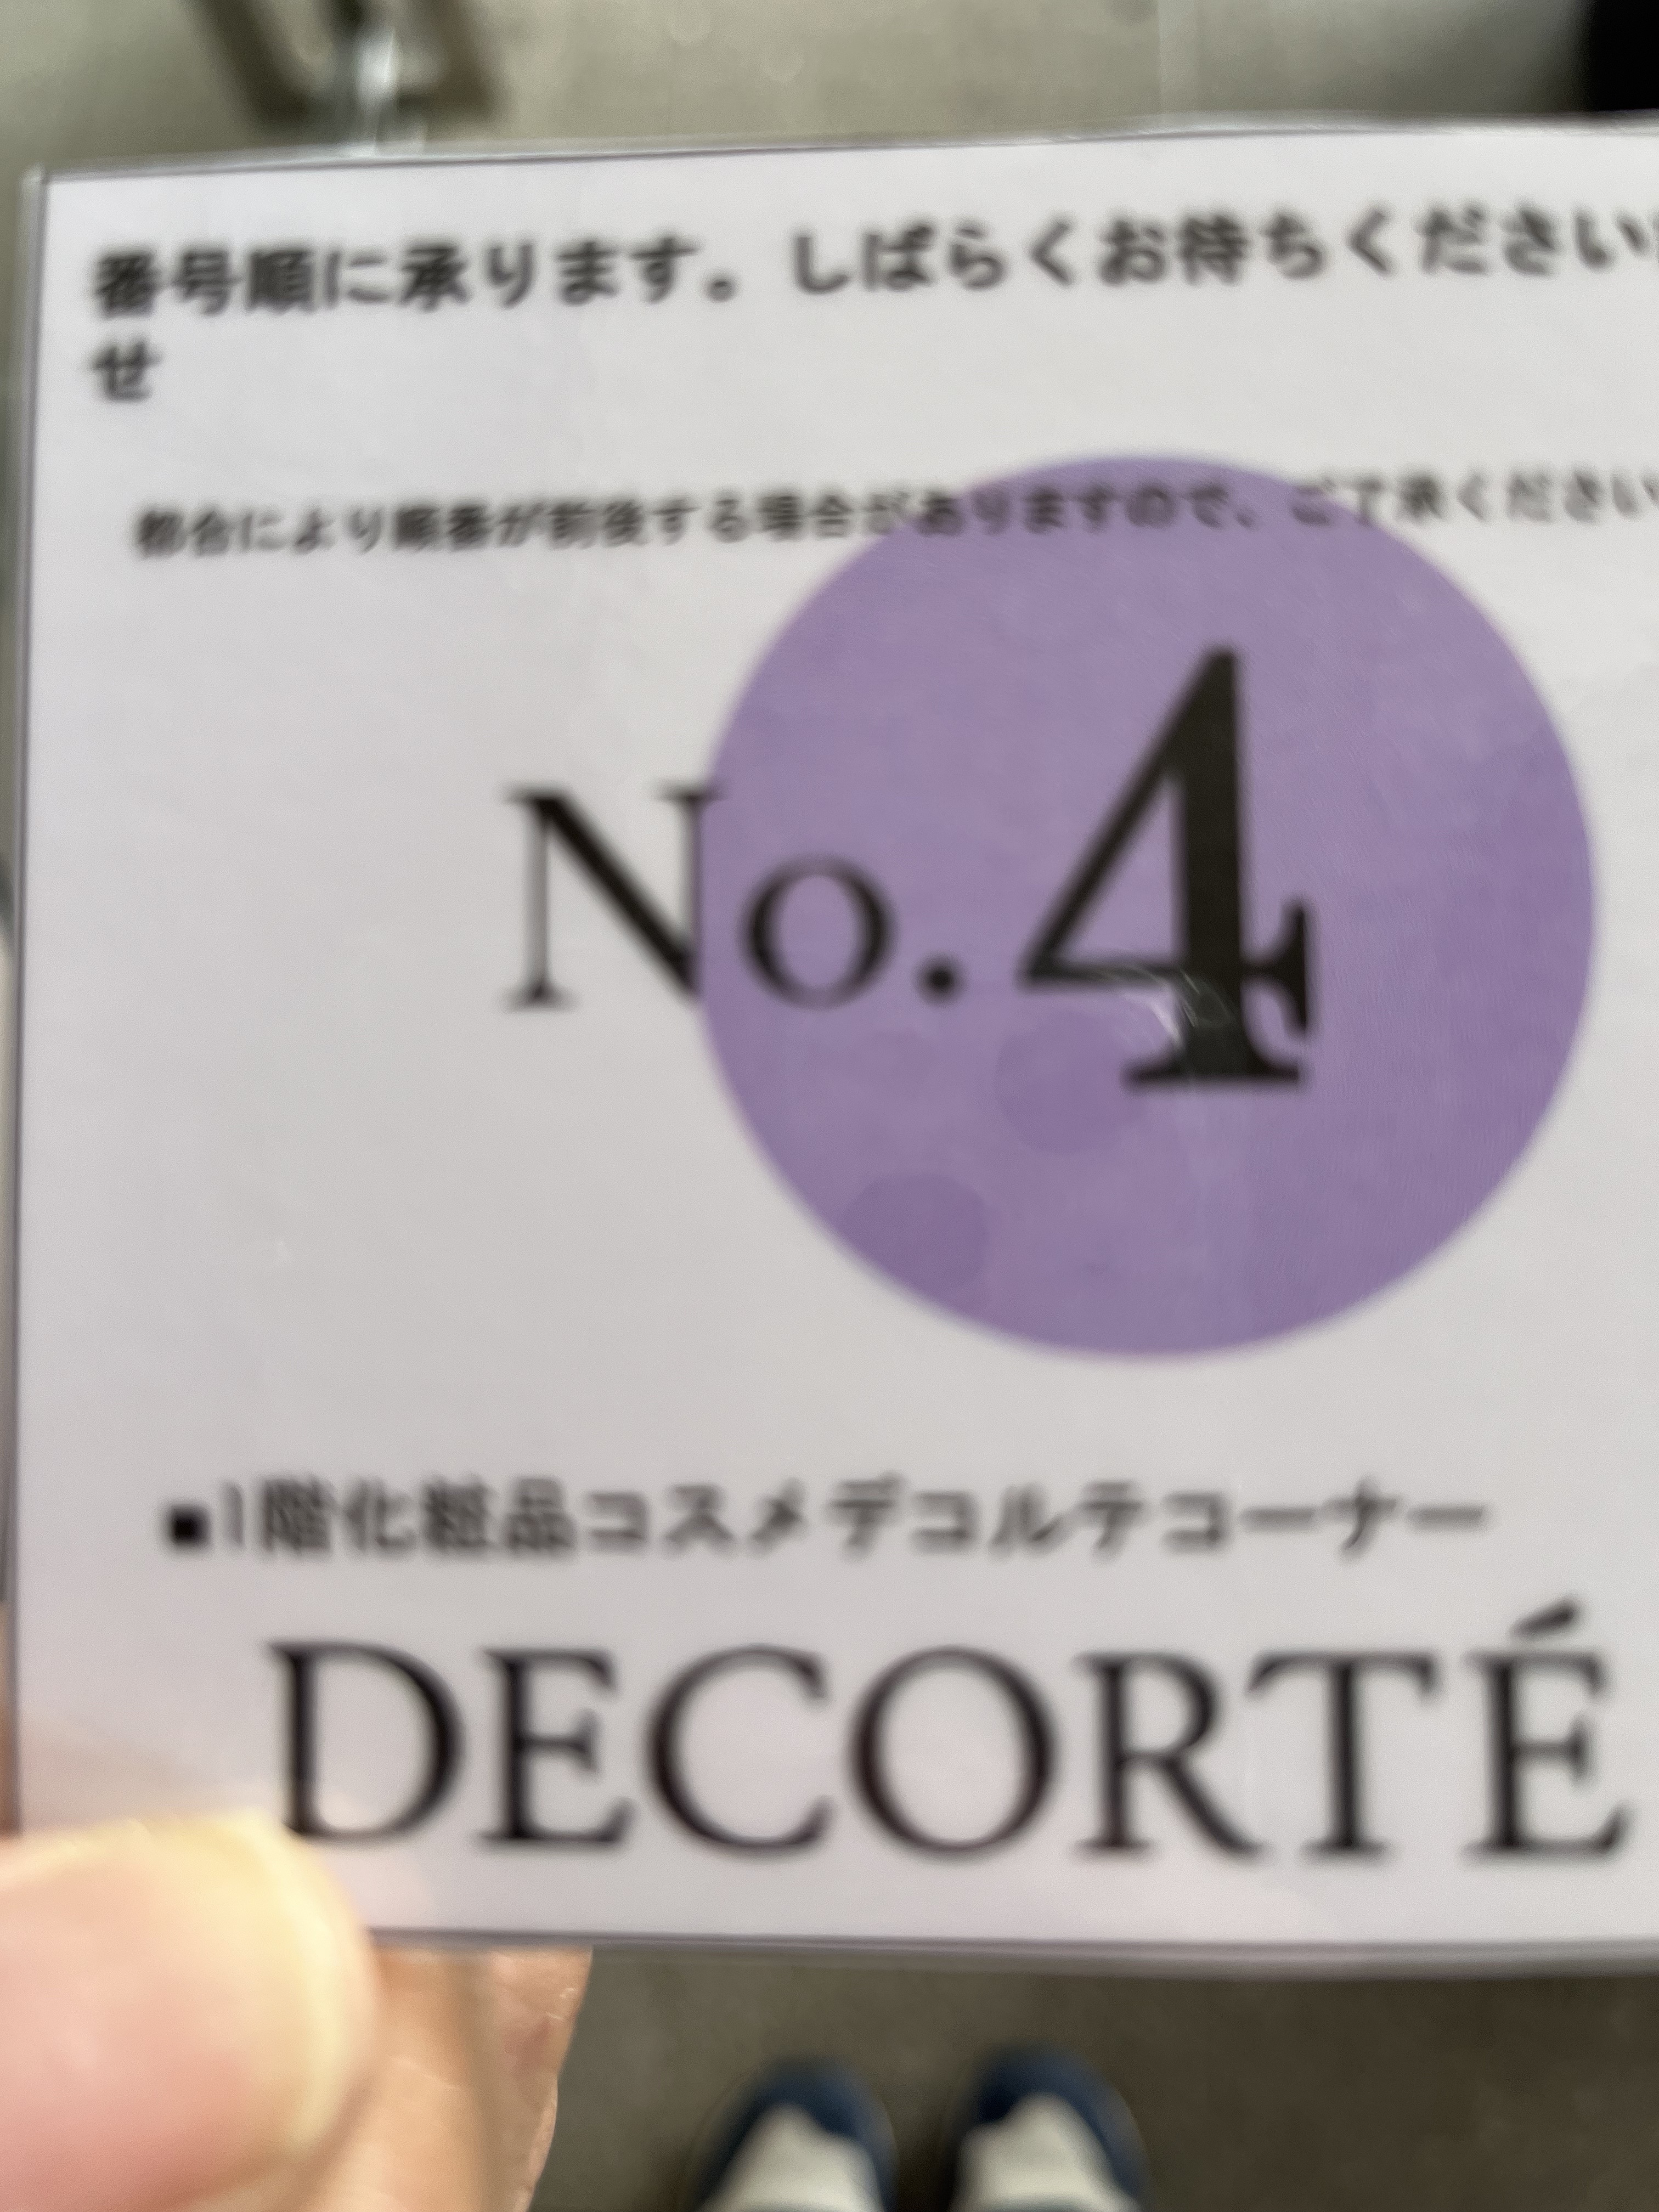 番号順に承ります。しばらくお待ちください
せ
都合により順番が前後する場合がありますので、ご了承ください
No.4
■1階化粧品コスメデコルテコーナー
DECORTÉ